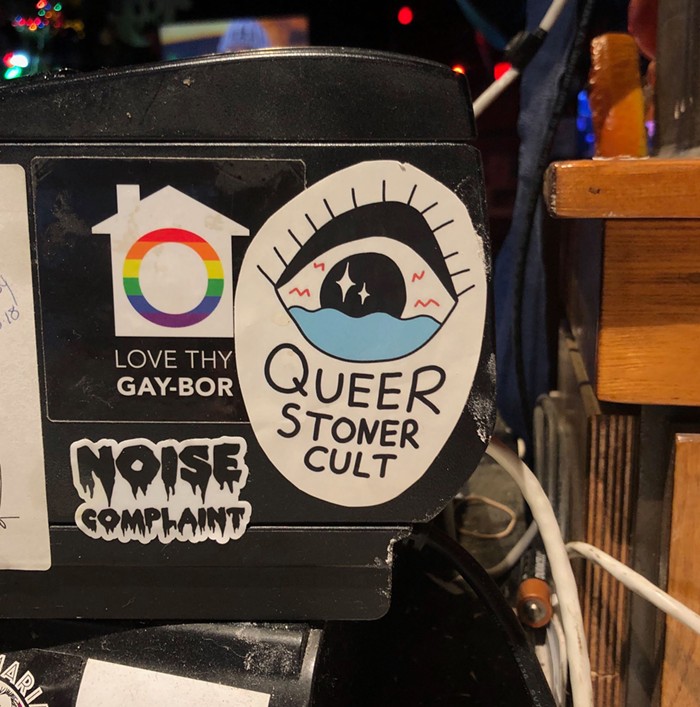 LOVE THY
GAY-BOR
QUEER
STONER
CULT
NOISE
COMPLAINT